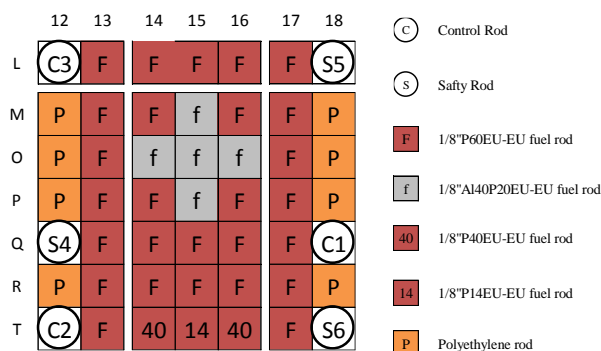 12 13 14 15 16 17 18
L C3 F F F F F S5
M P F F f F F P
O P F f f f F P
P P F F f F F P
Q S4 F F F F F C1
R P F F F F F P
T C2 F 40 14 40 F S6
C Control Rod
S Safty Rod
F 1/8"P60EU-EU fuel rod
f 1/8"Al40P20EU-EU fuel rod
40 1/8"P40EU-EU fuel rod
14 1/8"P14EU-EU fuel rod
P Polyethylene rod